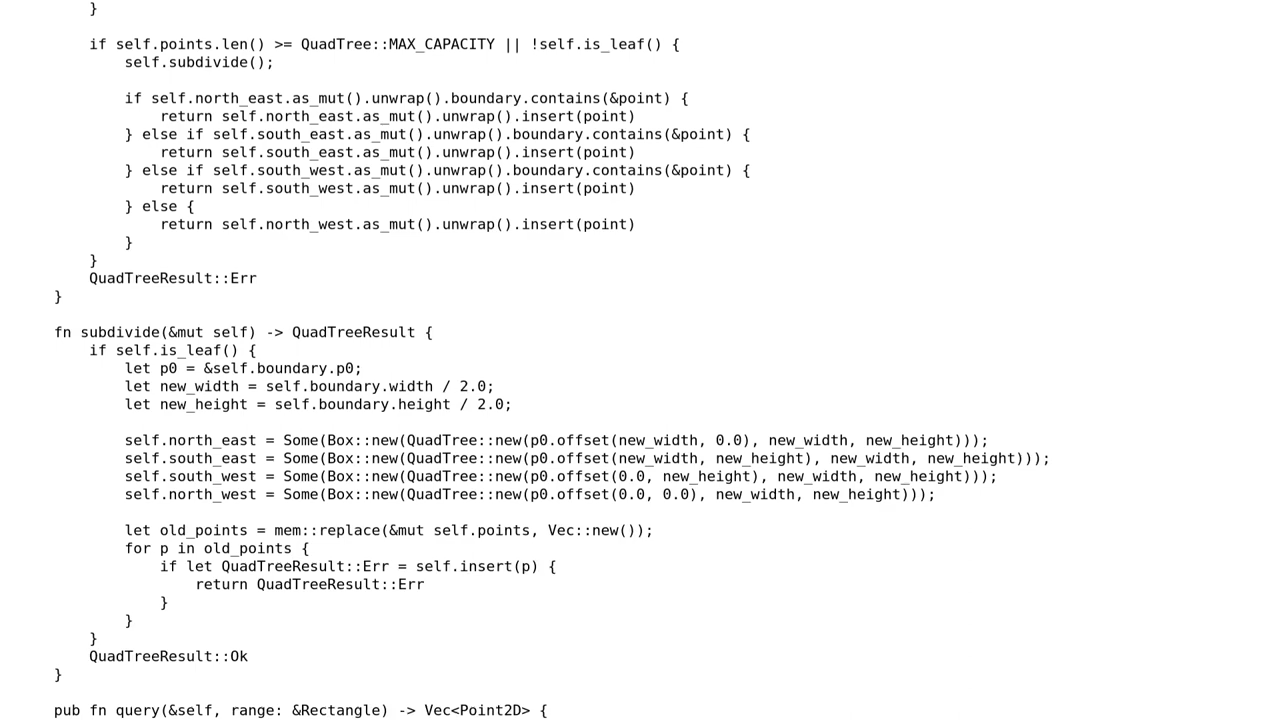 }

        if self.points.len() >= QuadTree::MAX_CAPACITY || !self.is_leaf() {
            self.subdivide();

            if self.north_east.as_mut().unwrap().boundary.contains(&point) {
                return self.north_east.as_mut().unwrap().insert(point)
            } else if self.south_east.as_mut().unwrap().boundary.contains(&point) {
                return self.south_east.as_mut().unwrap().insert(point)
            } else if self.south_west.as_mut().unwrap().boundary.contains(&point) {
                return self.south_west.as_mut().unwrap().insert(point)
            } else {
                return self.north_west.as_mut().unwrap().insert(point)
            }
        }
        QuadTreeResult::Err
    }

    fn subdivide(&mut self) -> QuadTreeResult {
        if self.is_leaf() {
            let p0 = &self.boundary.p0;
            let new_width = self.boundary.width / 2.0;
            let new_height = self.boundary.height / 2.0;

            self.north_east = Some(Box::new(QuadTree::new(p0.offset(new_width, 0.0), new_width, new_height)));
            self.south_east = Some(Box::new(QuadTree::new(p0.offset(new_width, new_height), new_width, new_height)));
            self.south_west = Some(Box::new(QuadTree::new(p0.offset(0.0, new_height), new_width, new_height)));
            self.north_west = Some(Box::new(QuadTree::new(p0.offset(0.0, 0.0), new_width, new_height)));

            let old_points = mem::replace(&mut self.points, Vec::new());
            for p in old_points {
                if let QuadTreeResult::Err = self.insert(p) {
                    return QuadTreeResult::Err
                }
            }
        }
        QuadTreeResult::Ok
    }

    pub fn query(&self, range: &Rectangle) -> Vec<Point2D> {